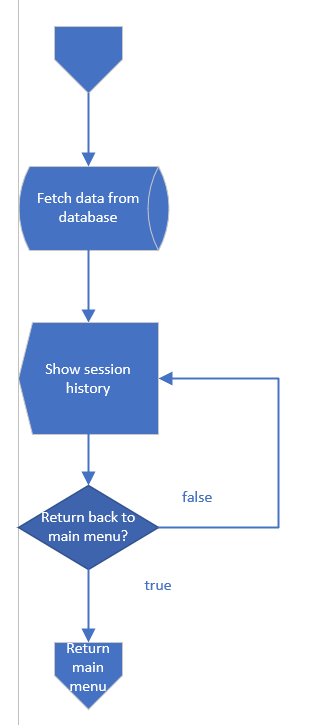 Fetch data from
database
Show session
history
Return back to
main menu?
false
true
Return
main
menu